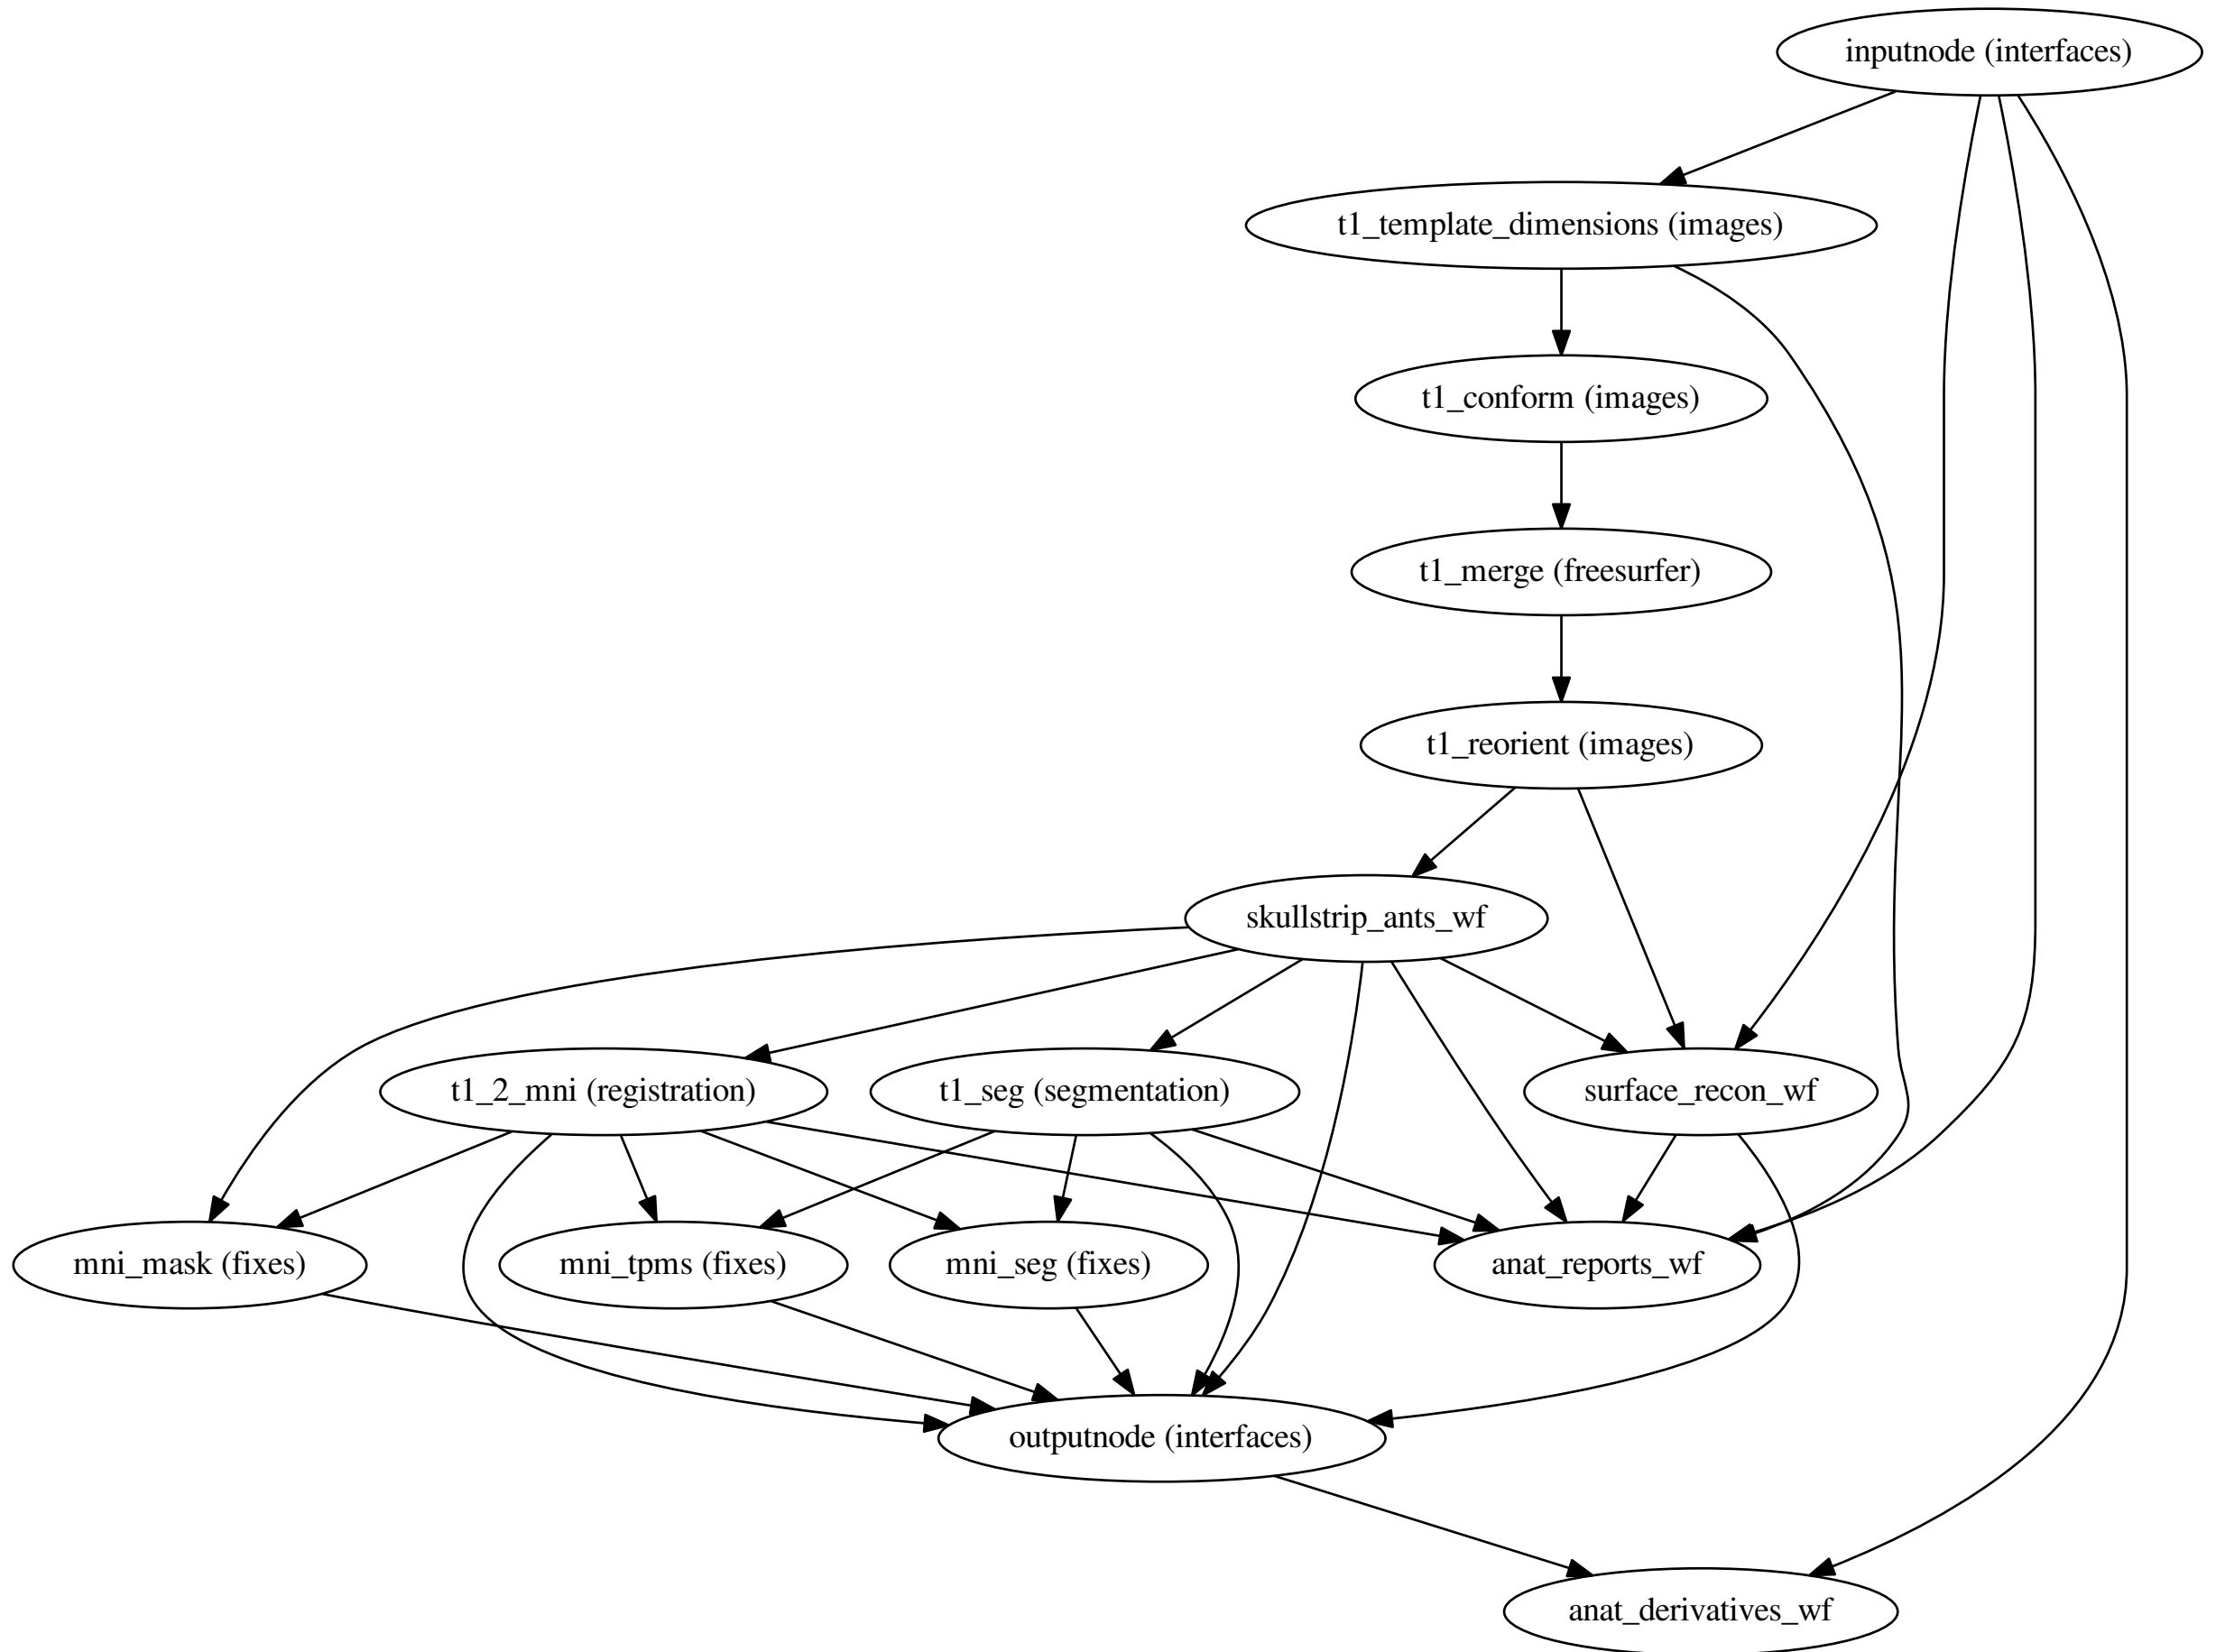 inputnode (interfaces)
t1_template_dimensions (images)
t1_conform (images)
t1_merge (freesurfer)
t1_reorient (images)
skullstrip_ants_wf
t1_2_mni (registration)
t1_seg (segmentation)
surface_recon_wf
mni_mask (fixes)
mni_tpms (fixes)
mni_seg (fixes)
anat_reports_wf
outputnode (interfaces)
anat_derivatives_wf